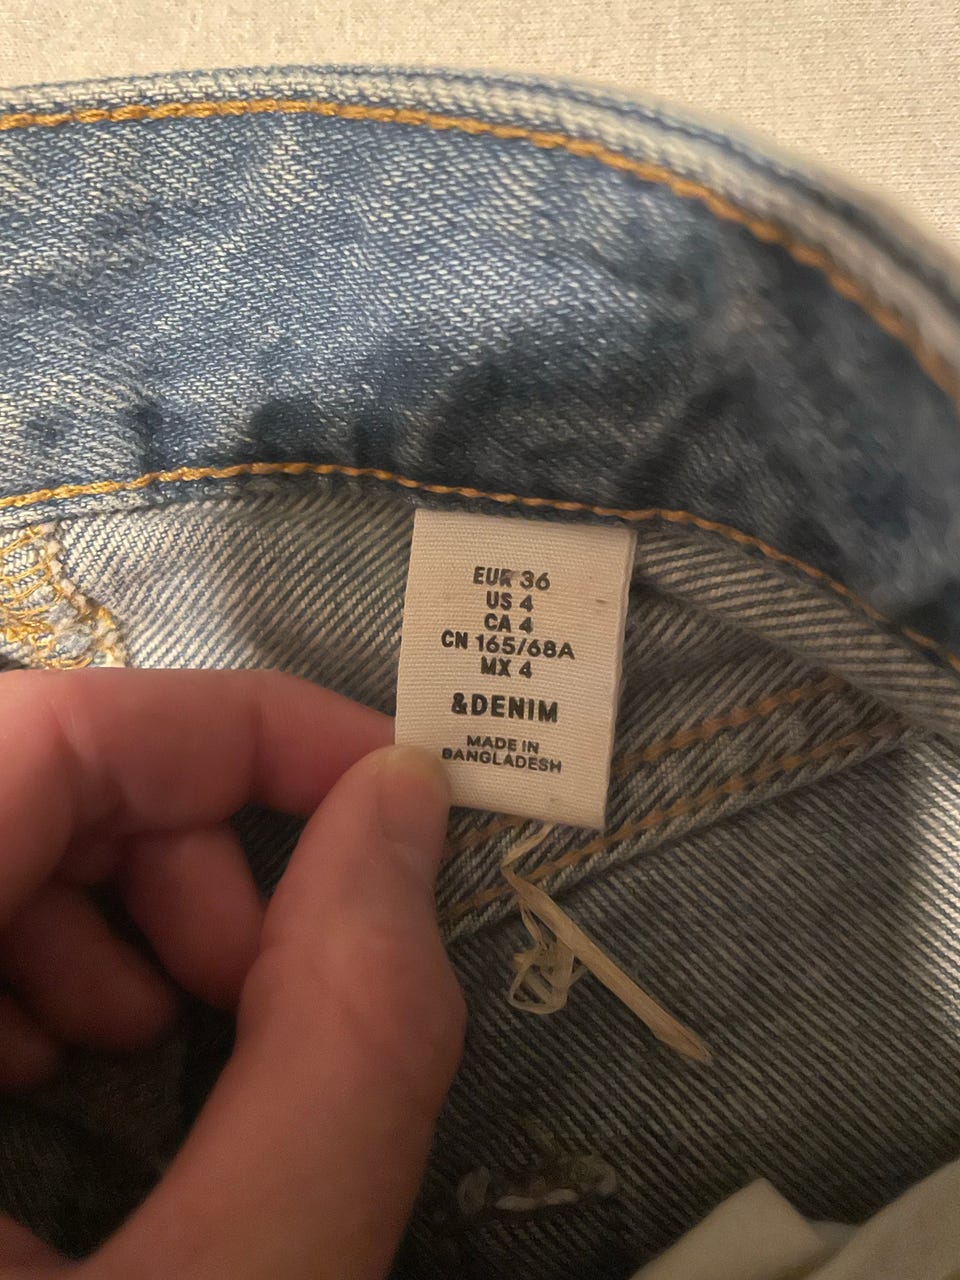 EUR 36
US 4
CA 4
CN 165/68A
MX 4
&DENIM
MADE IN
BANGLADESH